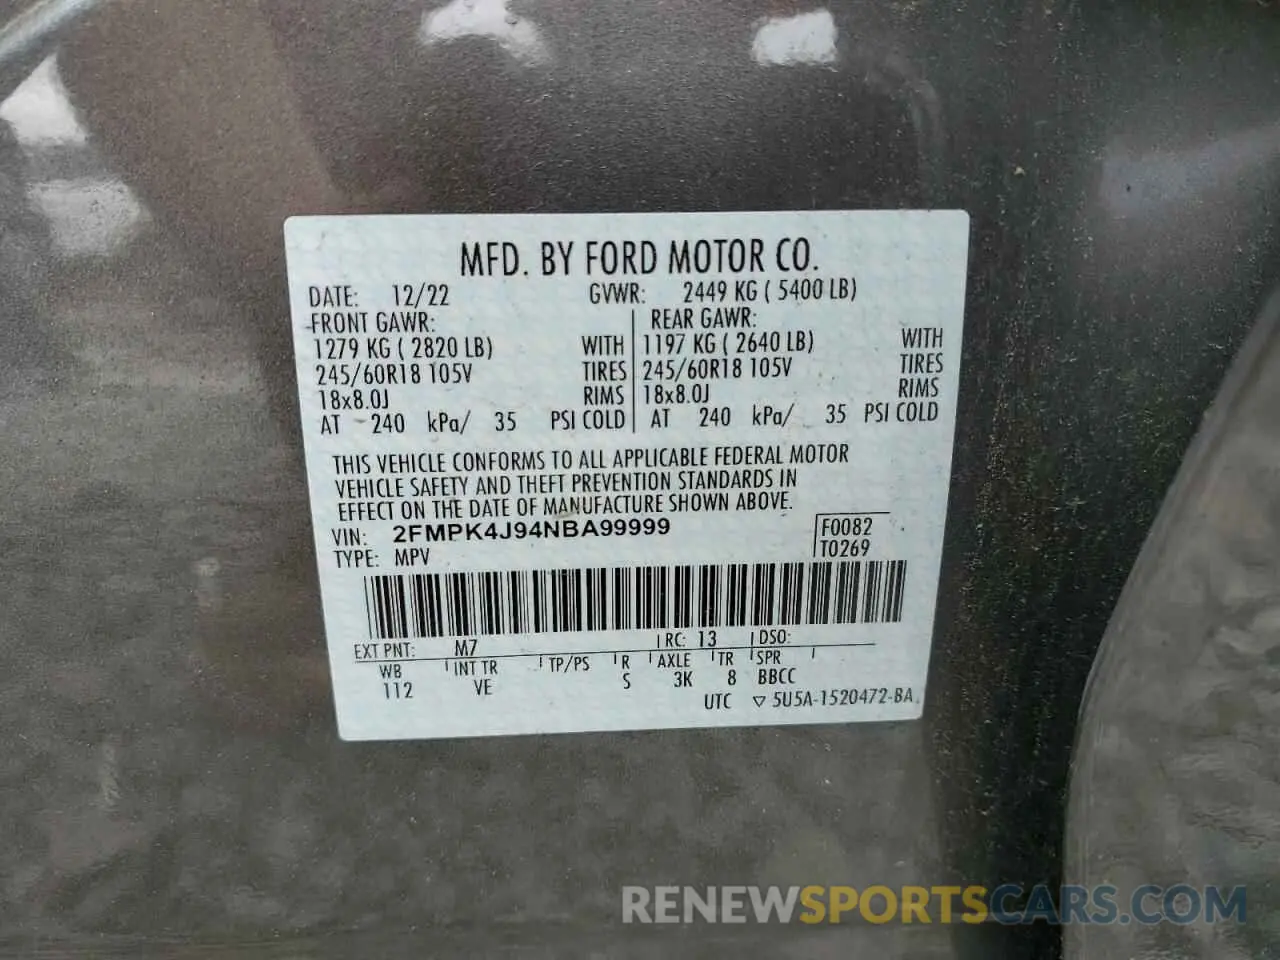 MFD. BY FORD MOTOR CO.
DATE: 12/22 GVWR: 2449 KG ( 5400 LB)
FRONT GAWR: REAR GAWR:
1279 KG ( 2820 LB) WITH 1197 KG ( 2640 LB) WITH
245/60R18 105V TIRES 245/60R18 105V TIRES
18x8.0J RIMS 18x8.0J RIMS
AT 240 kPa/ 35 PSI COLD AT 240 kPa/ 35 PSI COLD
THIS VEHICLE CONFORMS TO ALL APPLICABLE FEDERAL MOTOR
VEHICLE SAFETY AND THEFT PREVENTION STANDARDS IN
EFFECT ON THE DATE OF MANUFACTURE SHOWN ABOVE.
VIN: 2FMPK4J94NBA99999 F0082
TYPE: MPV T0269
EXT PNT: M7 RC: 13 DSO:
WB INT TR TP/PS R AXLE TR SPR
112 VE S 3K 8 BBCC
UTC ▽ 5U5A-1520472-BA
RENEWSPORTSCARS.COM